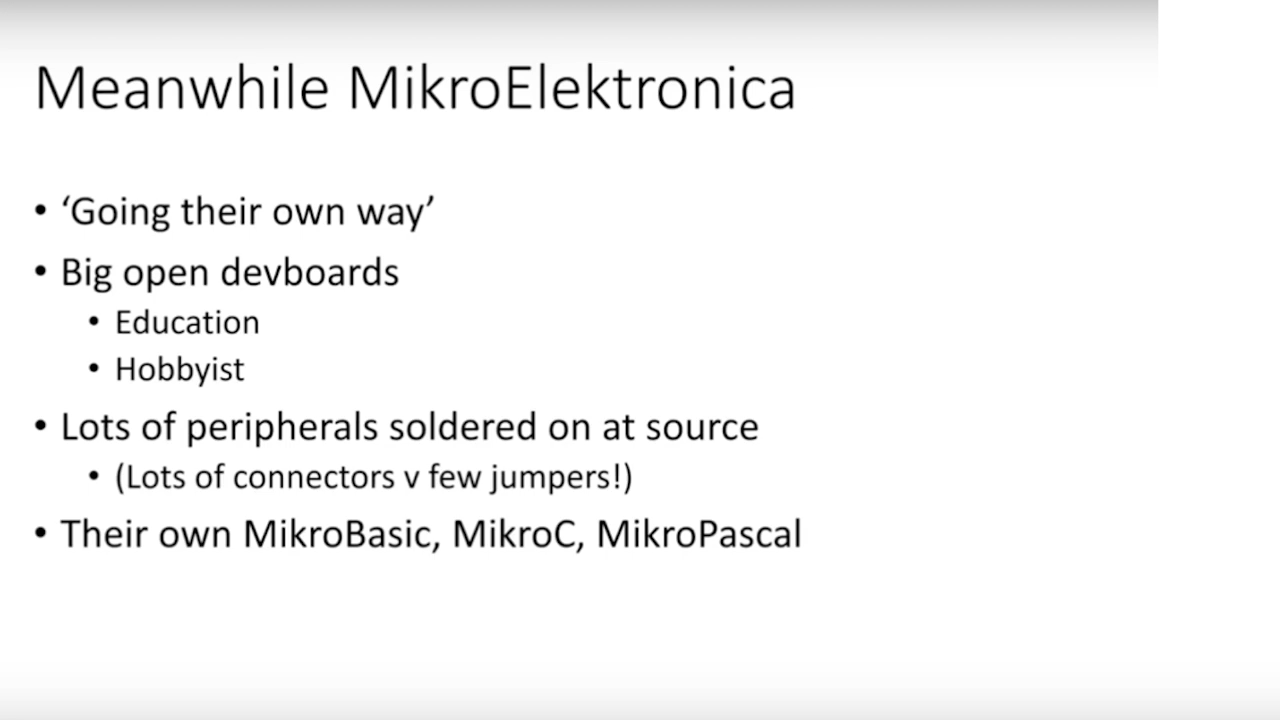 Meanwhile MikroElektronica
• ‘Going their own way’
• Big open devboards
• Education
• Hobbyist
• Lots of peripherals soldered on at source
• (Lots of connectors v few jumpers!)
• Their own MikroBasic, MikroC, MikroPascal